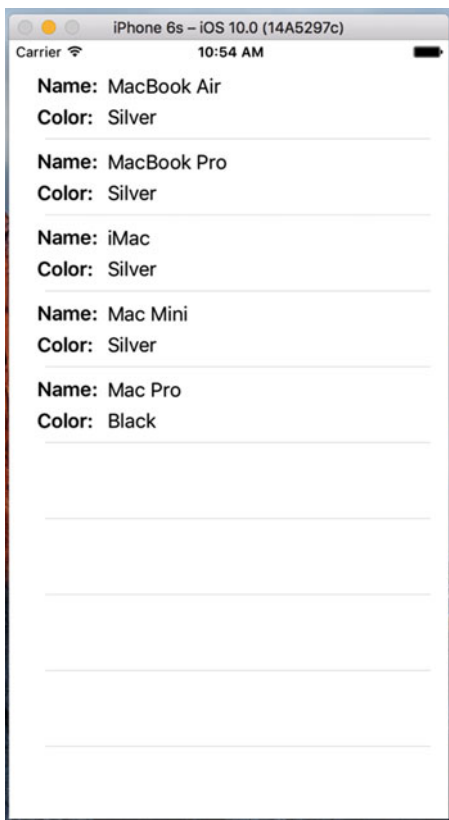 iPhone 6s – iOS 10.0 (14A5297c)
Carrier 10:54 AM
Name: MacBook Air
Color: Silver
Name: MacBook Pro
Color: Silver
Name: iMac
Color: Silver
Name: Mac Mini
Color: Silver
Name: Mac Pro
Color: Black